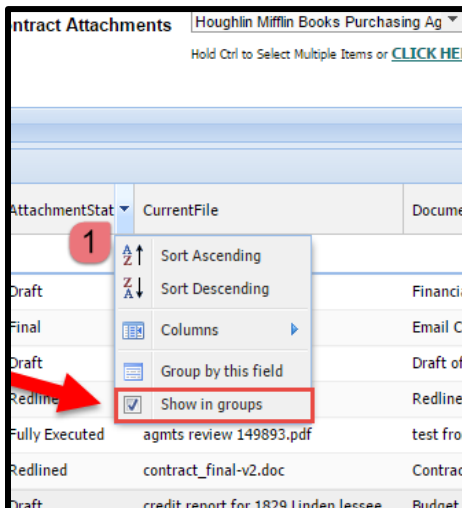 ntract Attachments Houghlin Mifflin Books Purchasing Ag
Hold Ctrl to Select Multiple Items or CLICK HE
AttachmentStat CurrentFile Docume
1
Sort Ascending
Sort Descending
Draft Financia
Final Columns Email C
Draft Group by this field Draft of
Redline Show in groups Redline
Fully Executed agmts review 149893.pdf test fro
Redlined contract_final-v2.doc Contrac
Draft credit report for 1829 Linden lessee Budget